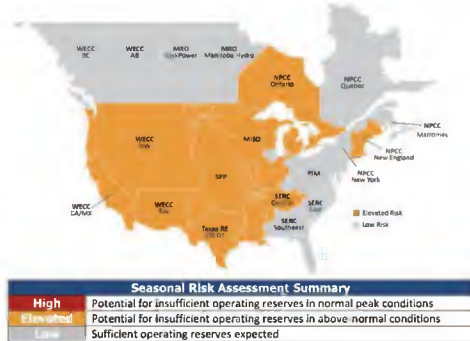 WECC
BC
WECC
AB
MRO
SaskPower
MRO
Manitoba Hydro
NPCC
Ontario
NPCC
Quebec
NPCC
Maritimes
NPCC
New England
NPCC
New York
WECC
NW
MISO
SPP
PJM
WECC
CA/MX
WECC
SW
SERC
Central
SERC
East
SERC
Southeast
Texas RE
ERCOT
Elevated Risk
Low Risk
Seasonal Risk Assessment Summary
High Potential for insufficient operating reserves in normal peak conditions
Elevated Potential for insufficient operating reserves in above-normal conditions
Low Sufficient operating reserves expected